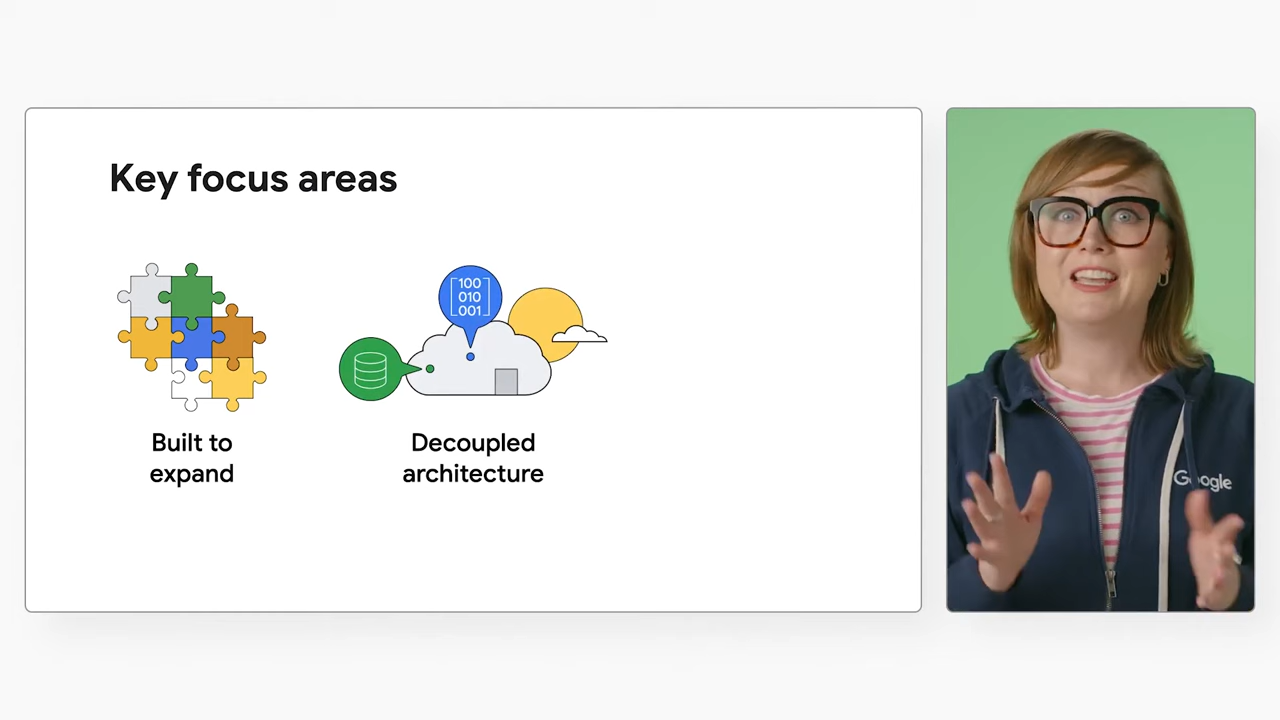 Key focus areas
100
010
001
Built to
expand
Decoupled
architecture
Google